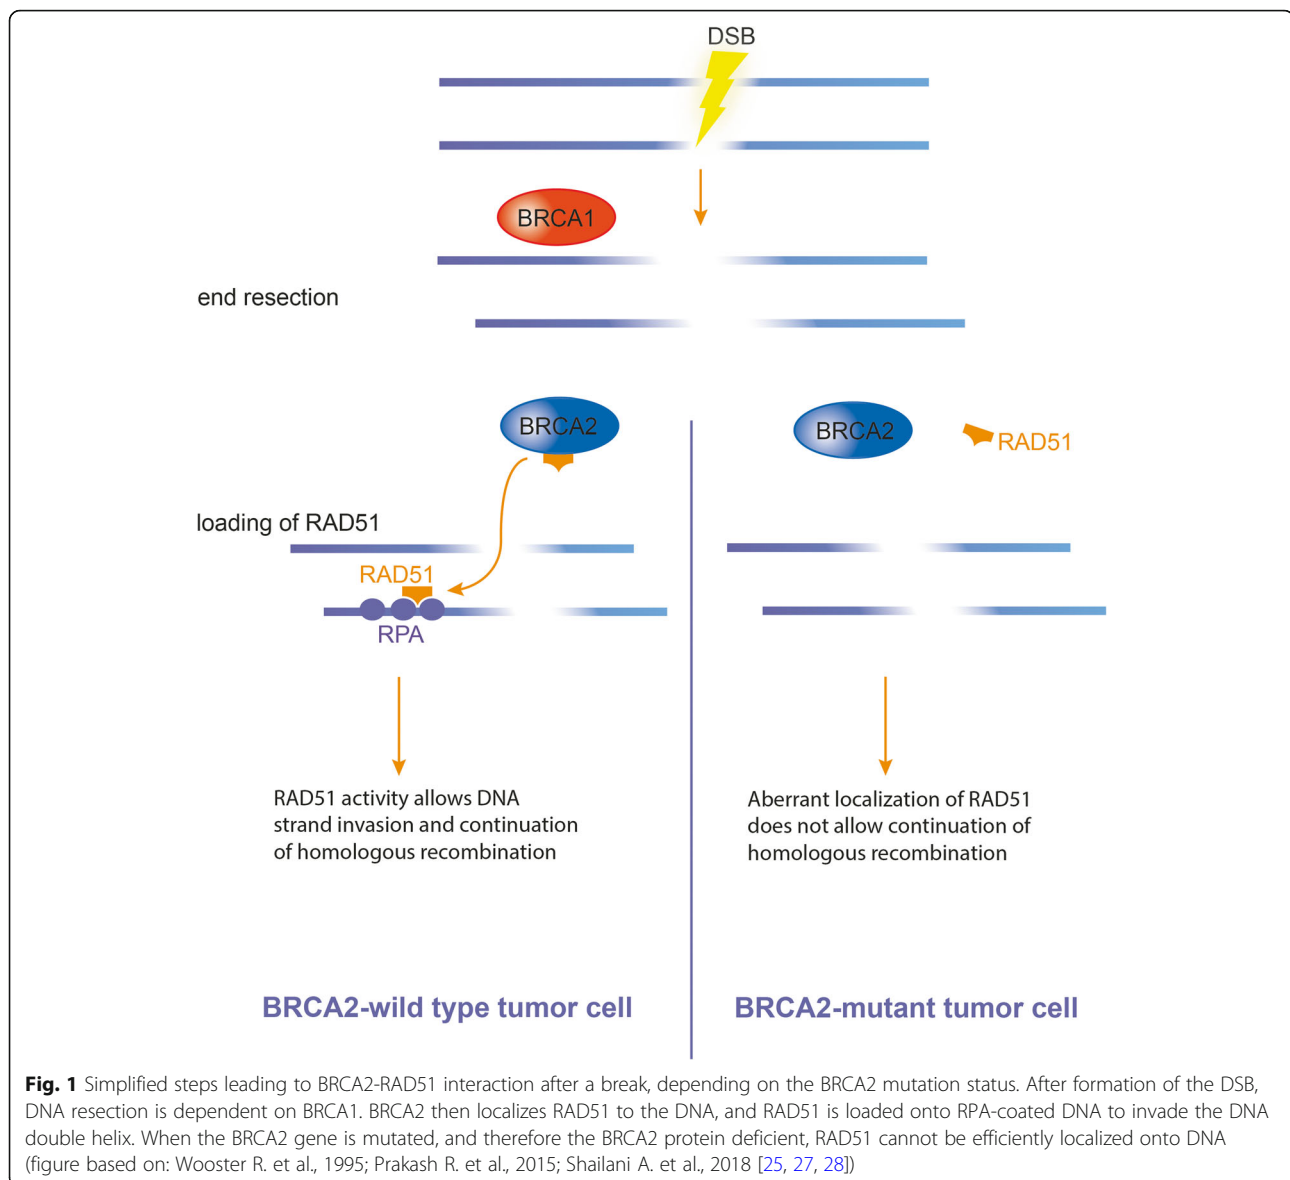 DSB
BRCA1
end resection
BRCA2
BRCA2
RAD51
loading of RAD51
RAD51
RPA
RAD51 activity allows DNA
strand invasion and continuation
of homologous recombination
Aberrant localization of RAD51
does not allow continuation of
homologous recombination
BRCA2-wild type tumor cell
BRCA2-mutant tumor cell
Fig. 1 Simplified steps leading to BRCA2-RAD51 interaction after a break, depending on the BRCA2 mutation status. After formation of the DSB,
DNA resection is dependent on BRCA1. BRCA2 then localizes RAD51 to the DNA, and RAD51 is loaded onto RPA-coated DNA to invade the DNA
double helix. When the BRCA2 gene is mutated, and therefore the BRCA2 protein deficient, RAD51 cannot be efficiently localized onto DNA
(figure based on: Wooster R. et al., 1995; Prakash R. et al., 2015; Shailani A. et al., 2018 [25, 27, 28])